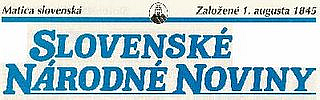 Matica slovenská Založené 1. augusta 1845
SLOVENSKÉ
NÁRODNÉ NOVINY